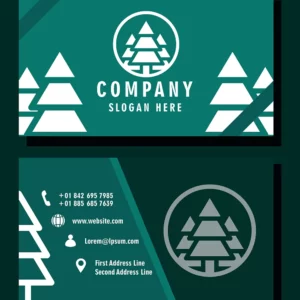 COMPANY
SLOGAN HERE
+01 842 695 7985
+01 885 685 7639
www.website.com
Lorem@Ipsum.com
First Address Line
Second Address Line